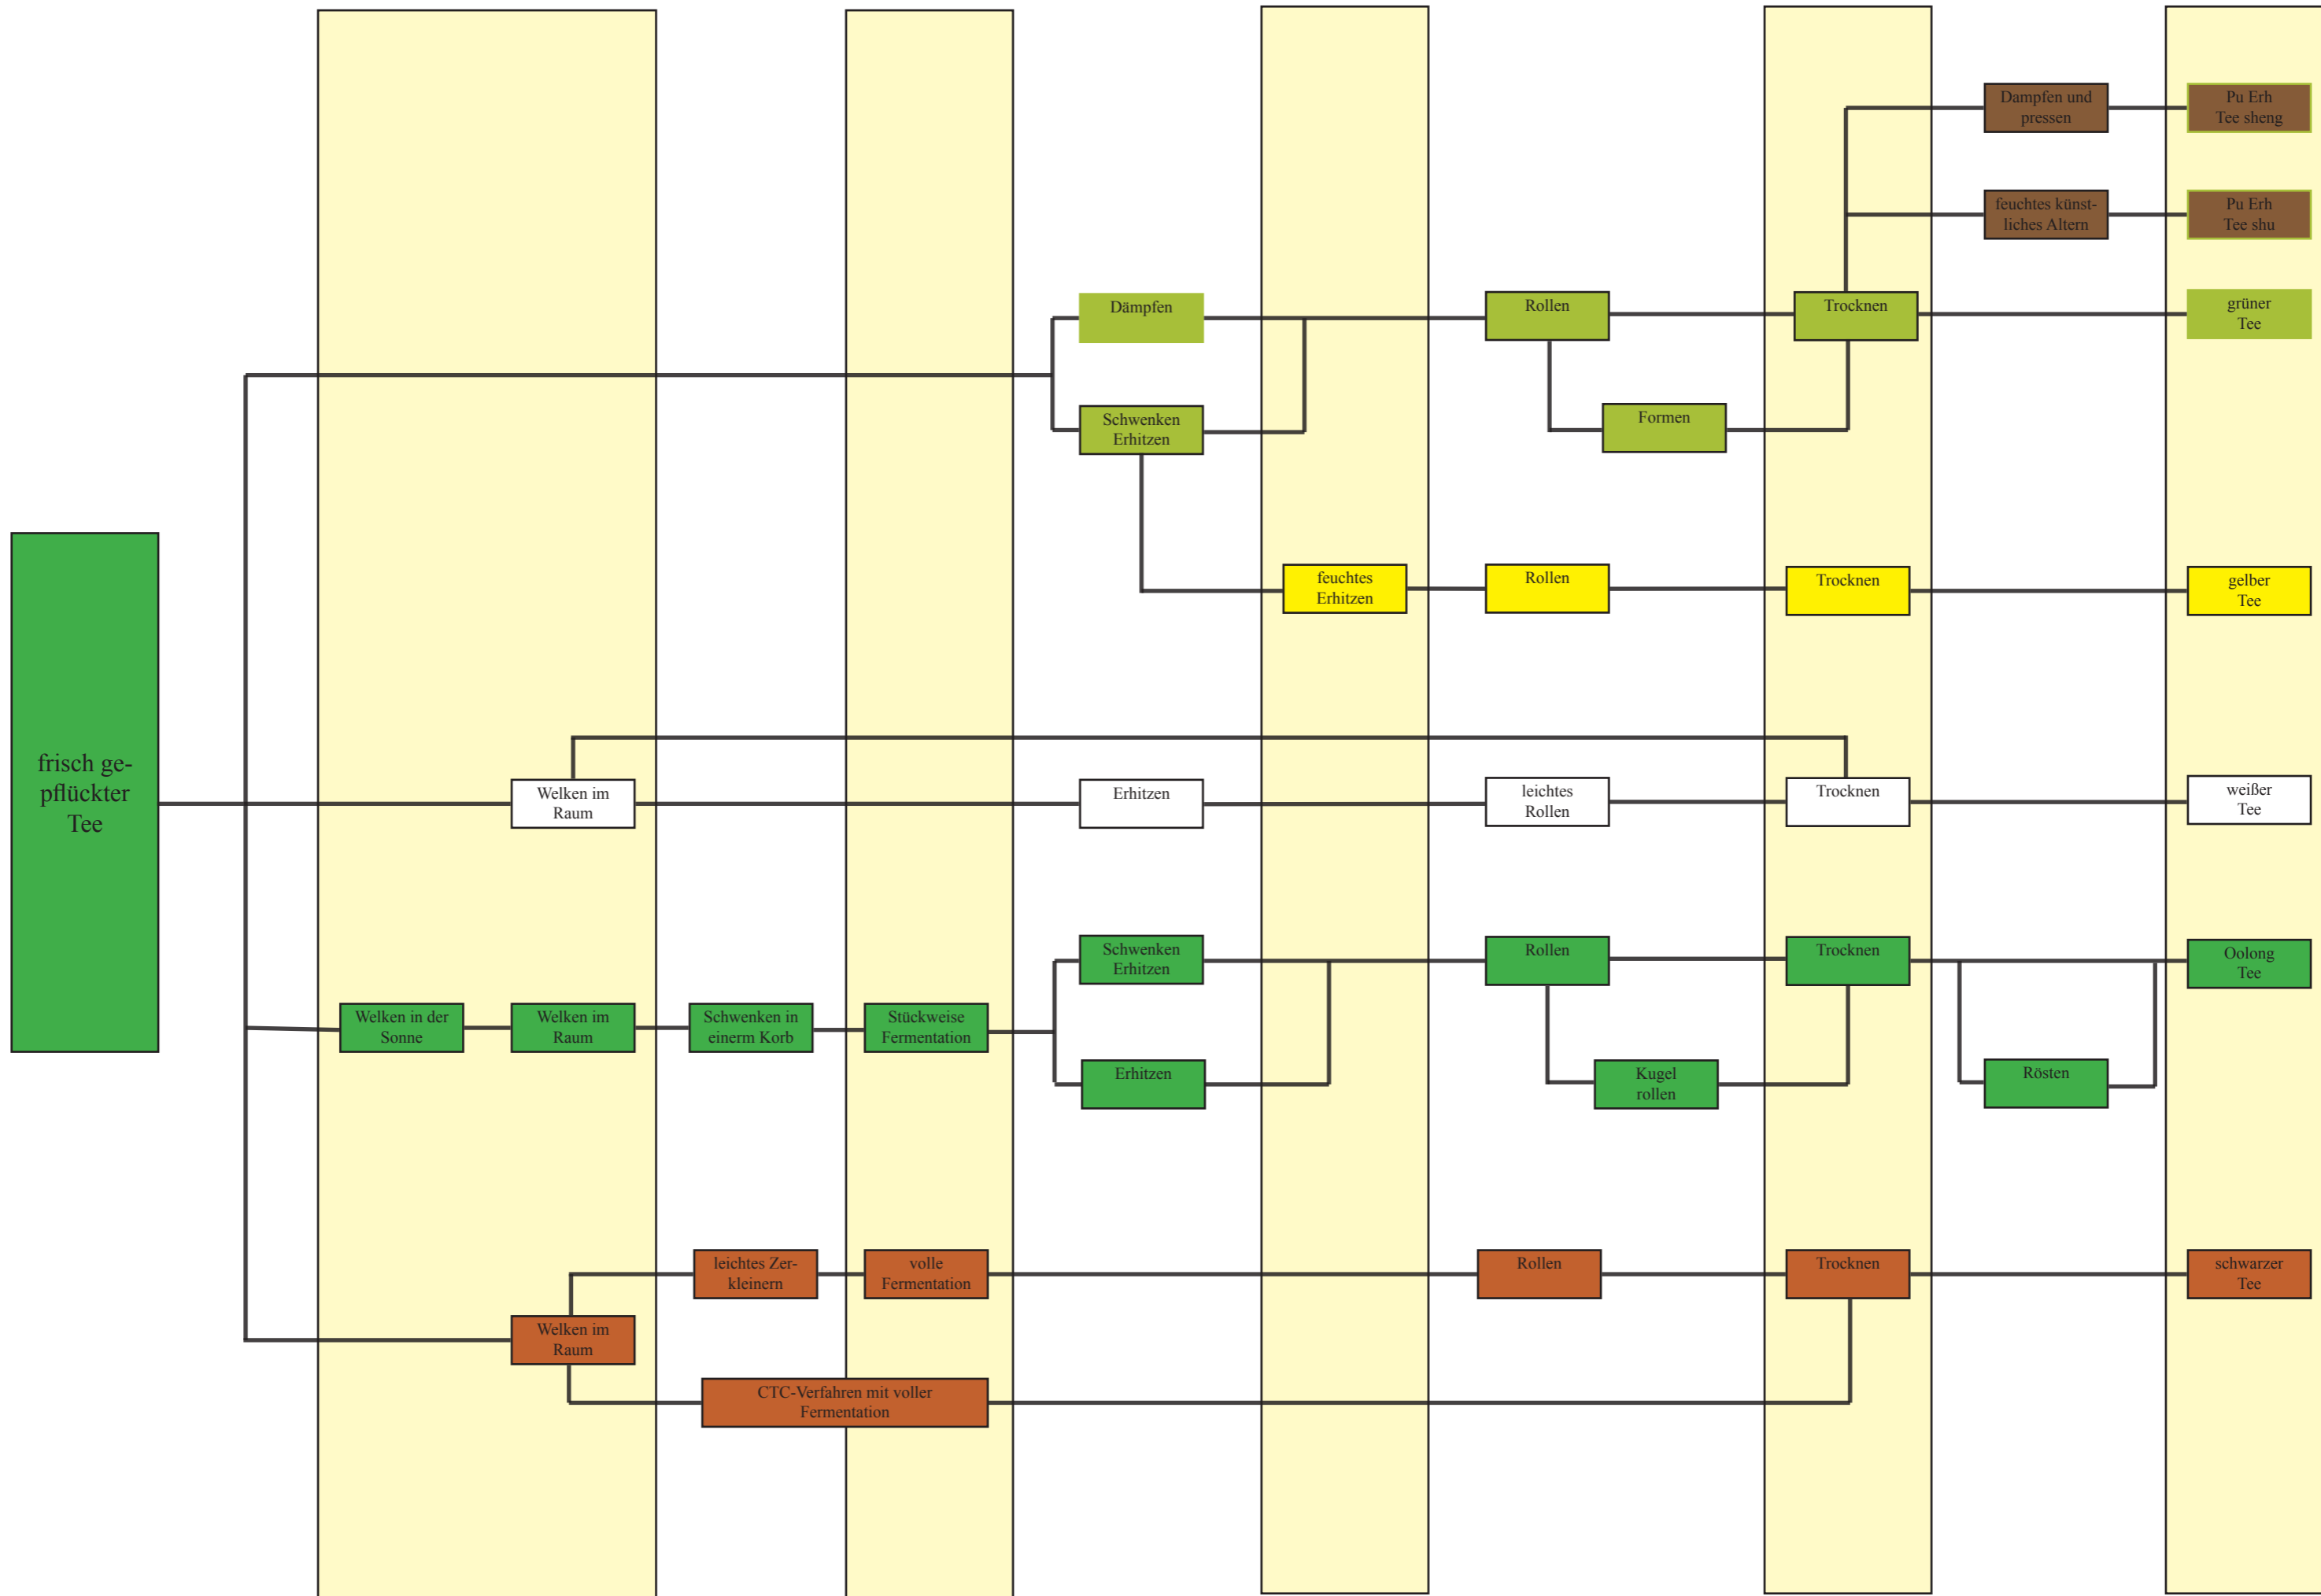 Dampfen und
pressen
Pu Erh
Tee sheng
feuchtes künst-
liches Altern
Pu Erh
Tee shu
Dämpfen
Rollen
Trocknen
grüner
Tee
Schwenken
Erhitzen
Formen
feuchtes
Erhitzen
Rollen
Trocknen
gelber
Tee
frisch ge-
pflückter
Tee
Welken im
Raum
Erhitzen
leichtes
Rollen
Trocknen
weißer
Tee
Schwenken
Erhitzen
Rollen
Trocknen
Oolong
Tee
Welken in der
Sonne
Welken im
Raum
Schwenken in
einerm Korb
Stückweise
Fermentation
Erhitzen
Kugel
rollen
Rösten
leichtes Zer-
kleinern
volle
Fermentation
Rollen
Trocknen
schwarzer
Tee
Welken im
Raum
CTC-Verfahren mit voller
Fermentation